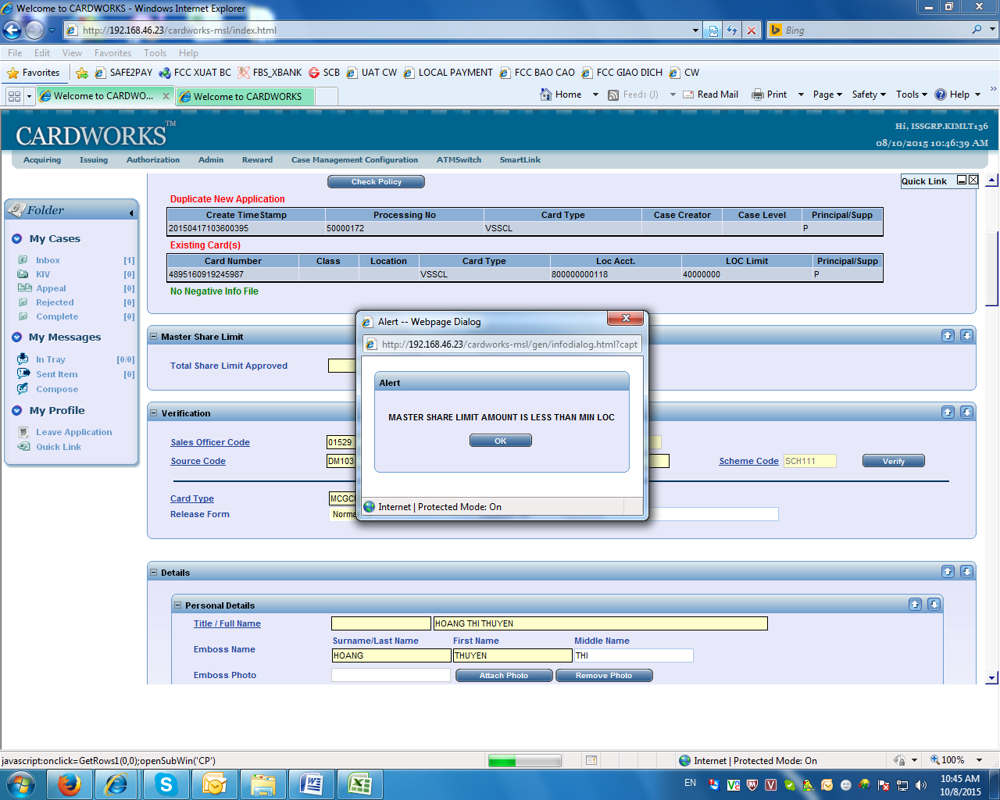 Welcome to CARDWORKS - Windows Internet Explorer
http://192.168.46.23/cardworks-msl/index.html
Bing
File Edit View Favorites Tools Help
Favorites SAFE2PAY FCC XUAT BC FBS_XBANK SCB UAT CW LOCAL PAYMENT FCC BAO CAO FCC GIAO DICH CW
Welcome to CARDWO... Welcome to CARDWORKS Home Feeds (J) Read Mail Print Page Safety Tools Help
CARDWORKS™
Hi, ISSGRP.KIMLT136
08/10/2015 10:46:39 AM
Acquiring Issuing Authorization Admin Reward Case Management Configuration ATMSwitch SmartLink
Check Policy
Quick Link
Folder
My Cases
Inbox [1]
KIV [0]
Appeal [0]
Rejected [0]
Complete [0]
My Messages
In Tray [0/0]
Sent Item [0]
Compose
My Profile
Leave Application
Quick Link
Duplicate New Application
Create TimeStamp Processing No Card Type Case Creator Case Level Principal/Supp
20150417103600395 50000172 VSSCL P
Existing Card(s)
Card Number Class Location Card Type Loc Acct. LOC Limit Principal/Supp
4895160919245987 VSSCL 800000000118 40000000 P
No Negative Info File
Master Share Limit
Total Share Limit Approved
Verification
Sales Officer Code 01529
Source Code DM103 Scheme Code SCH111 Verify
Card Type
Release Form
Alert -- Webpage Dialog
http://192.168.46.23/cardworks-msl/gen/infodialog.html?capt
Alert
MASTER SHARE LIMIT AMOUNT IS LESS THAN MIN LOC
OK
Internet | Protected Mode: On
Details
Personal Details
Title / Full Name HOANG THI THUYEN
Surname/Last Name First Name Middle Name
Emboss Name HOANG THUYEN THI
Emboss Photo Attach Photo Remove Photo
javascript:onclick=GetRows1(0,0);openSubWin('CP') Internet | Protected Mode: On 100%
EN
10:45 AM
10/8/2015